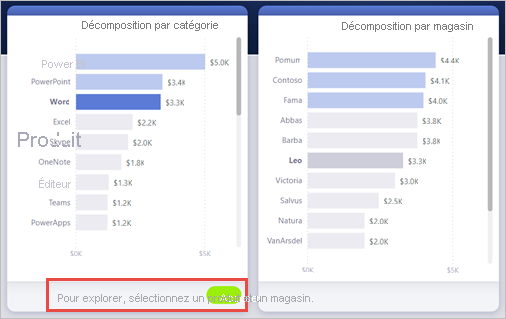 Décomposition par catégorie
Power
$5.0K
PowerPoint
$3.4K
Word
$3.3K
Excel
$2.2K
Skype
$2.0K
OneNote
$1.8K
Éditeur
$1.3K
Teams
$1.2K
PowerApps
$1.2K
$0K
$5K
Décomposition par magasin
Pomum
$4.4K
Contoso
$4.1K
Fama
$4.0K
Abbas
$3.8K
Barba
$3.8K
Leo
$3.3K
Victoria
$3.0K
Salvus
$2.5K
Natura
$2.0K
VanArsdel
$2.0K
$0K
$5K
Pour explorer, sélectionnez un produit et un magasin.